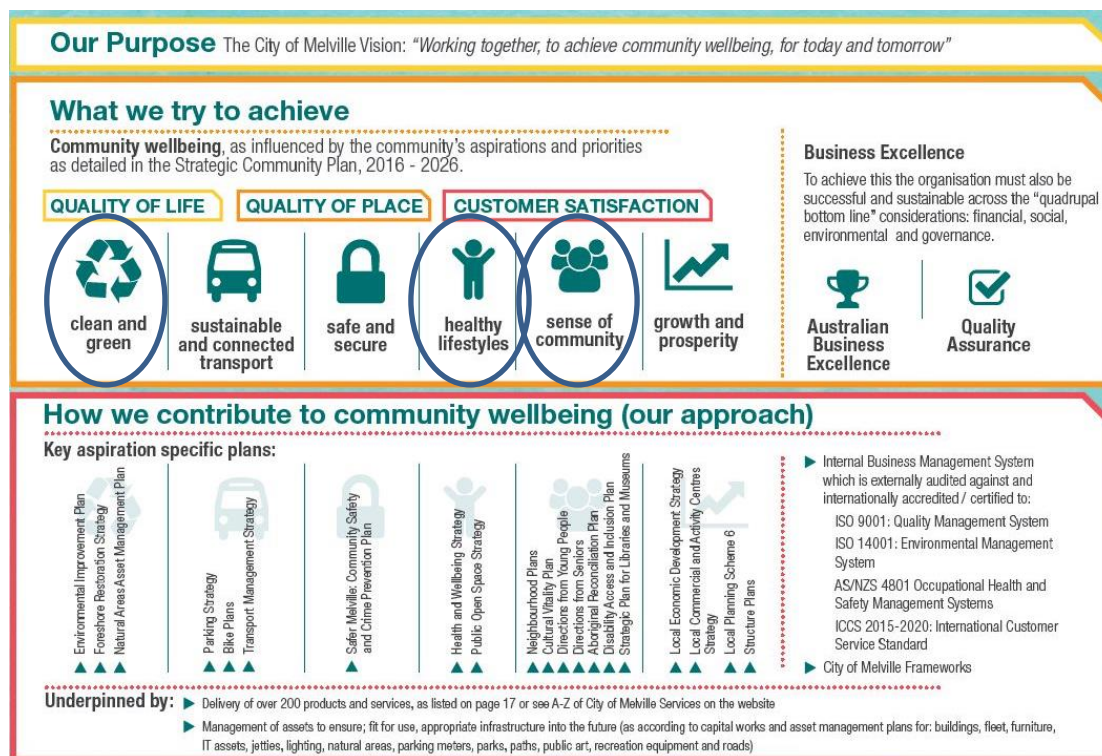 Our Purpose The City of Melville Vision: “Working together, to achieve community wellbeing, for today and tomorrow”
What we try to achieve
Community wellbeing, as influenced by the community’s aspirations and priorities
as detailed in the Strategic Community Plan, 2016 - 2026.
QUALITY OF LIFE
QUALITY OF PLACE
CUSTOMER SATISFACTION
clean and
green
sustainable
and connected
transport
safe and
secure
healthy
lifestyles
sense of
community
growth and
prosperity
Business Excellence
To achieve this the organisation must also be
successful and sustainable across the “quadrupal
bottom line” considerations: financial, social,
environmental and governance.
Australian
Business
Excellence
Quality
Assurance
How we contribute to community wellbeing (our approach)
Key aspiration specific plans:
Environmental Improvement Plan
Foreshore Restoration Strategy
Natural Areas Asset Management Plan
Parking Strategy
Bike Plans
Transport Management Strategy
Safer Melville: Community Safety
and Crime Prevention Plan
Health and Wellbeing Strategy
Public Open Space Strategy
Neighbourhood Plans
Cultural Vitality Plan
Directions from Young People
Directions from Seniors
Aboriginal Reconciliation Plan
Disability Access and Inclusion Plan
Strategic Plan for Libraries and Museums
Local Economic Development Strategy
Local Commercial and Activity Centres
Strategy
Local Planning Scheme 6
Structure Plans
Internal Business Management System
which is externally audited against and
internationally accredited / certified to:
ISO 9001: Quality Management System
ISO 14001: Environmental Management
System
AS/NZS 4801 Occupational Health and
Safety Management Systems
ICCS 2015-2020: International Customer
Service Standard
City of Melville Frameworks
Underpinned by: Delivery of over 200 products and services, as listed on page 17 or see A-Z of City of Melville Services on the website
Management of assets to ensure; fit for use, appropriate infrastructure into the future (as according to capital works and asset management plans for: buildings, fleet, furniture,
IT assets, jetties, lighting, natural areas, parking meters, parks, paths, public art, recreation equipment and roads)